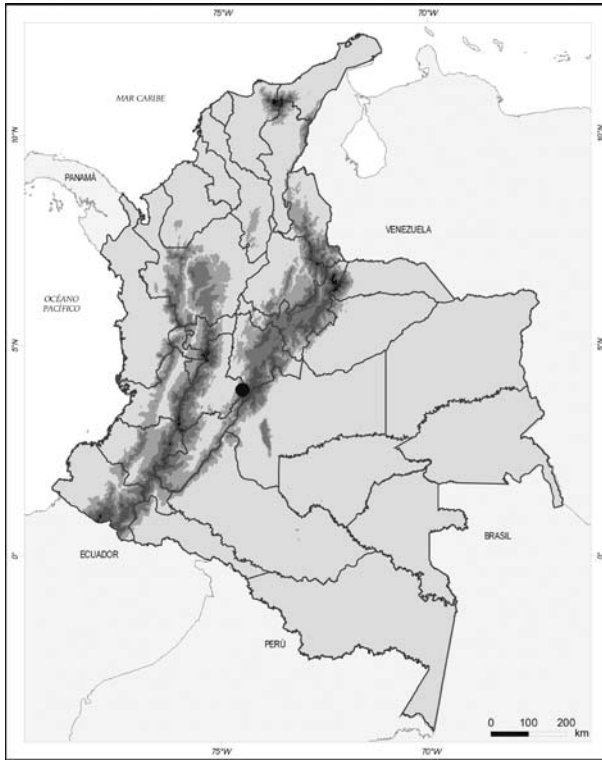 75°W
70°W
MAR CARIBE
10°N
10°N
PANAMÁ
VENEZUELA
OCÉANO
PACÍFICO
5°N
5°N
BRASIL
0°
0°
ECUADOR
PERÚ
0 100 200
km
75°W
70°W